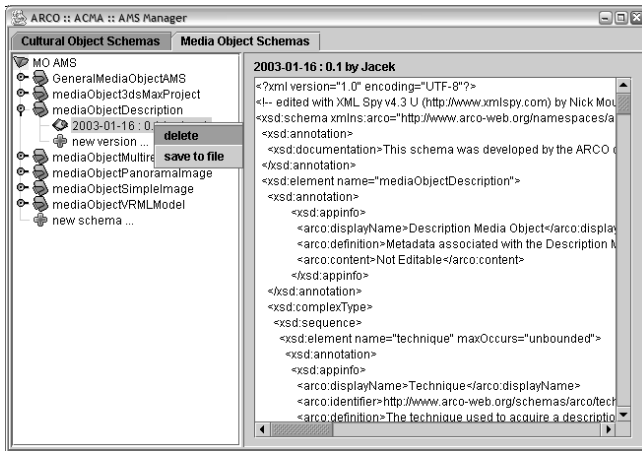 ARCO :: ACMA :: AMS Manager
Cultural Object Schemas
Media Object Schemas
MO AMS
GeneralMediaObjectAMS
mediaObject3dsMaxProject
mediaObjectDescription
2003-01-16 : 0.
new version ...
mediaObjectMultire
mediaObjectPanoramaImage
mediaObjectSimpleImage
mediaObjectVRMLModel
new schema ...
delete
save to file
2003-01-16 : 0.1 by Jacek
<?xml version="1.0" encoding="UTF-8"?>
<!-- edited with XML Spy v4.3 U (http://www.xmlspy.com) by Nick Mou
<xsd:schema xmlns:arco="http://www.arco-web.org/namespaces/a
<xsd:annotation>
<xsd:documentation>This schema was developed by the ARCO c
</xsd:annotation>
<xsd:element name="mediaObjectDescription">
<xsd:annotation>
<xsd:appinfo>
<arco:displayName>Description Media Object</arco:display
<arco:definition>Metadata associated with the Description M
<arco:content>Not Editable</arco:content>
</xsd:appinfo>
</xsd:annotation>
<xsd:complexType>
<xsd:sequence>
<xsd:element name="technique" maxOccurs="unbounded">
<xsd:annotation>
<xsd:appinfo>
<arco:displayName>Technique</arco:displayName>
<arco:identifier>http://www.arco-web.org/schemas/arco/tech
<arco:definition>The technique used to acquire a descriptio